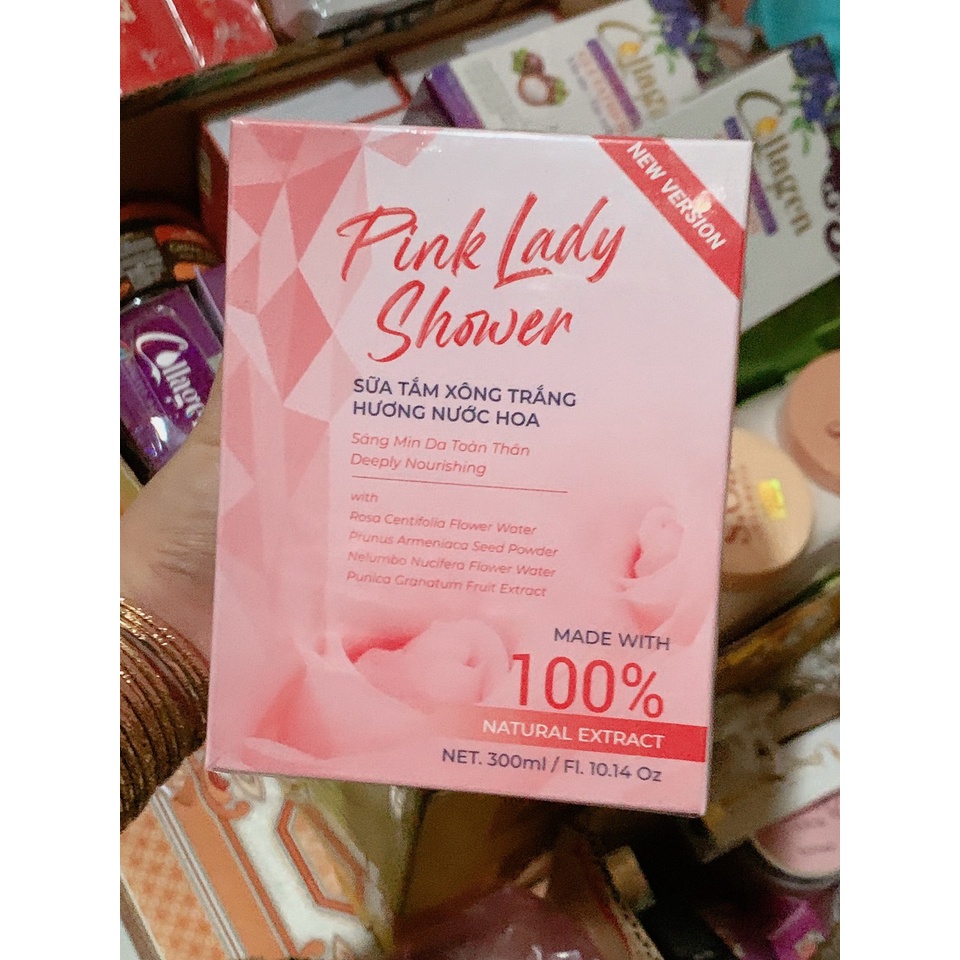 NEW VERSION
Pink Lady
Shower
SỮA TẮM XÔNG TRẮNG
HƯƠNG NƯỚC HOA
Sáng Mịn Da Toàn Thân
Deeply Nourishing
with
Rosa Centifolia Flower Water
Prunus Armeniaca Seed Powder
Nelumbo Nucifera Flower Water
Punica Granatum Fruit Extract
MADE WITH
100%
NATURAL EXTRACT
NET. 300ml / Fl. 10.14 Oz
Collagen
Collagen
Collagen